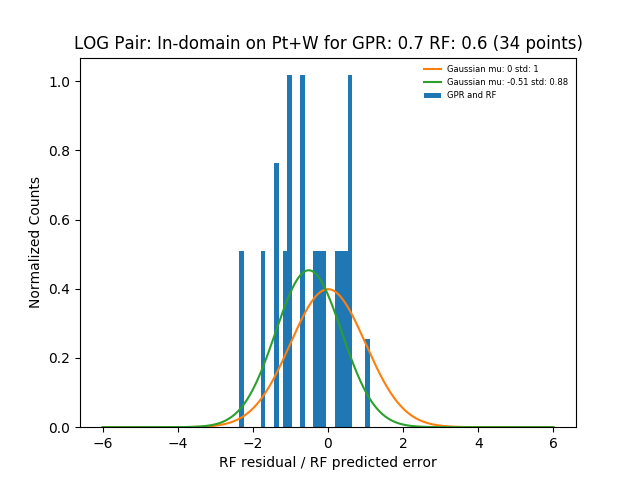 LOG Pair: In-domain on Pt+W for GPR: 0.7 RF: 0.6 (34 points)
Gaussian mu: 0 std: 1
Gaussian mu: -0.51 std: 0.88
GPR and RF
Normalized Counts
1.0
0.8
0.6
0.4
0.2
0.0
−6 −4 −2 0 2 4 6
RF residual / RF predicted error